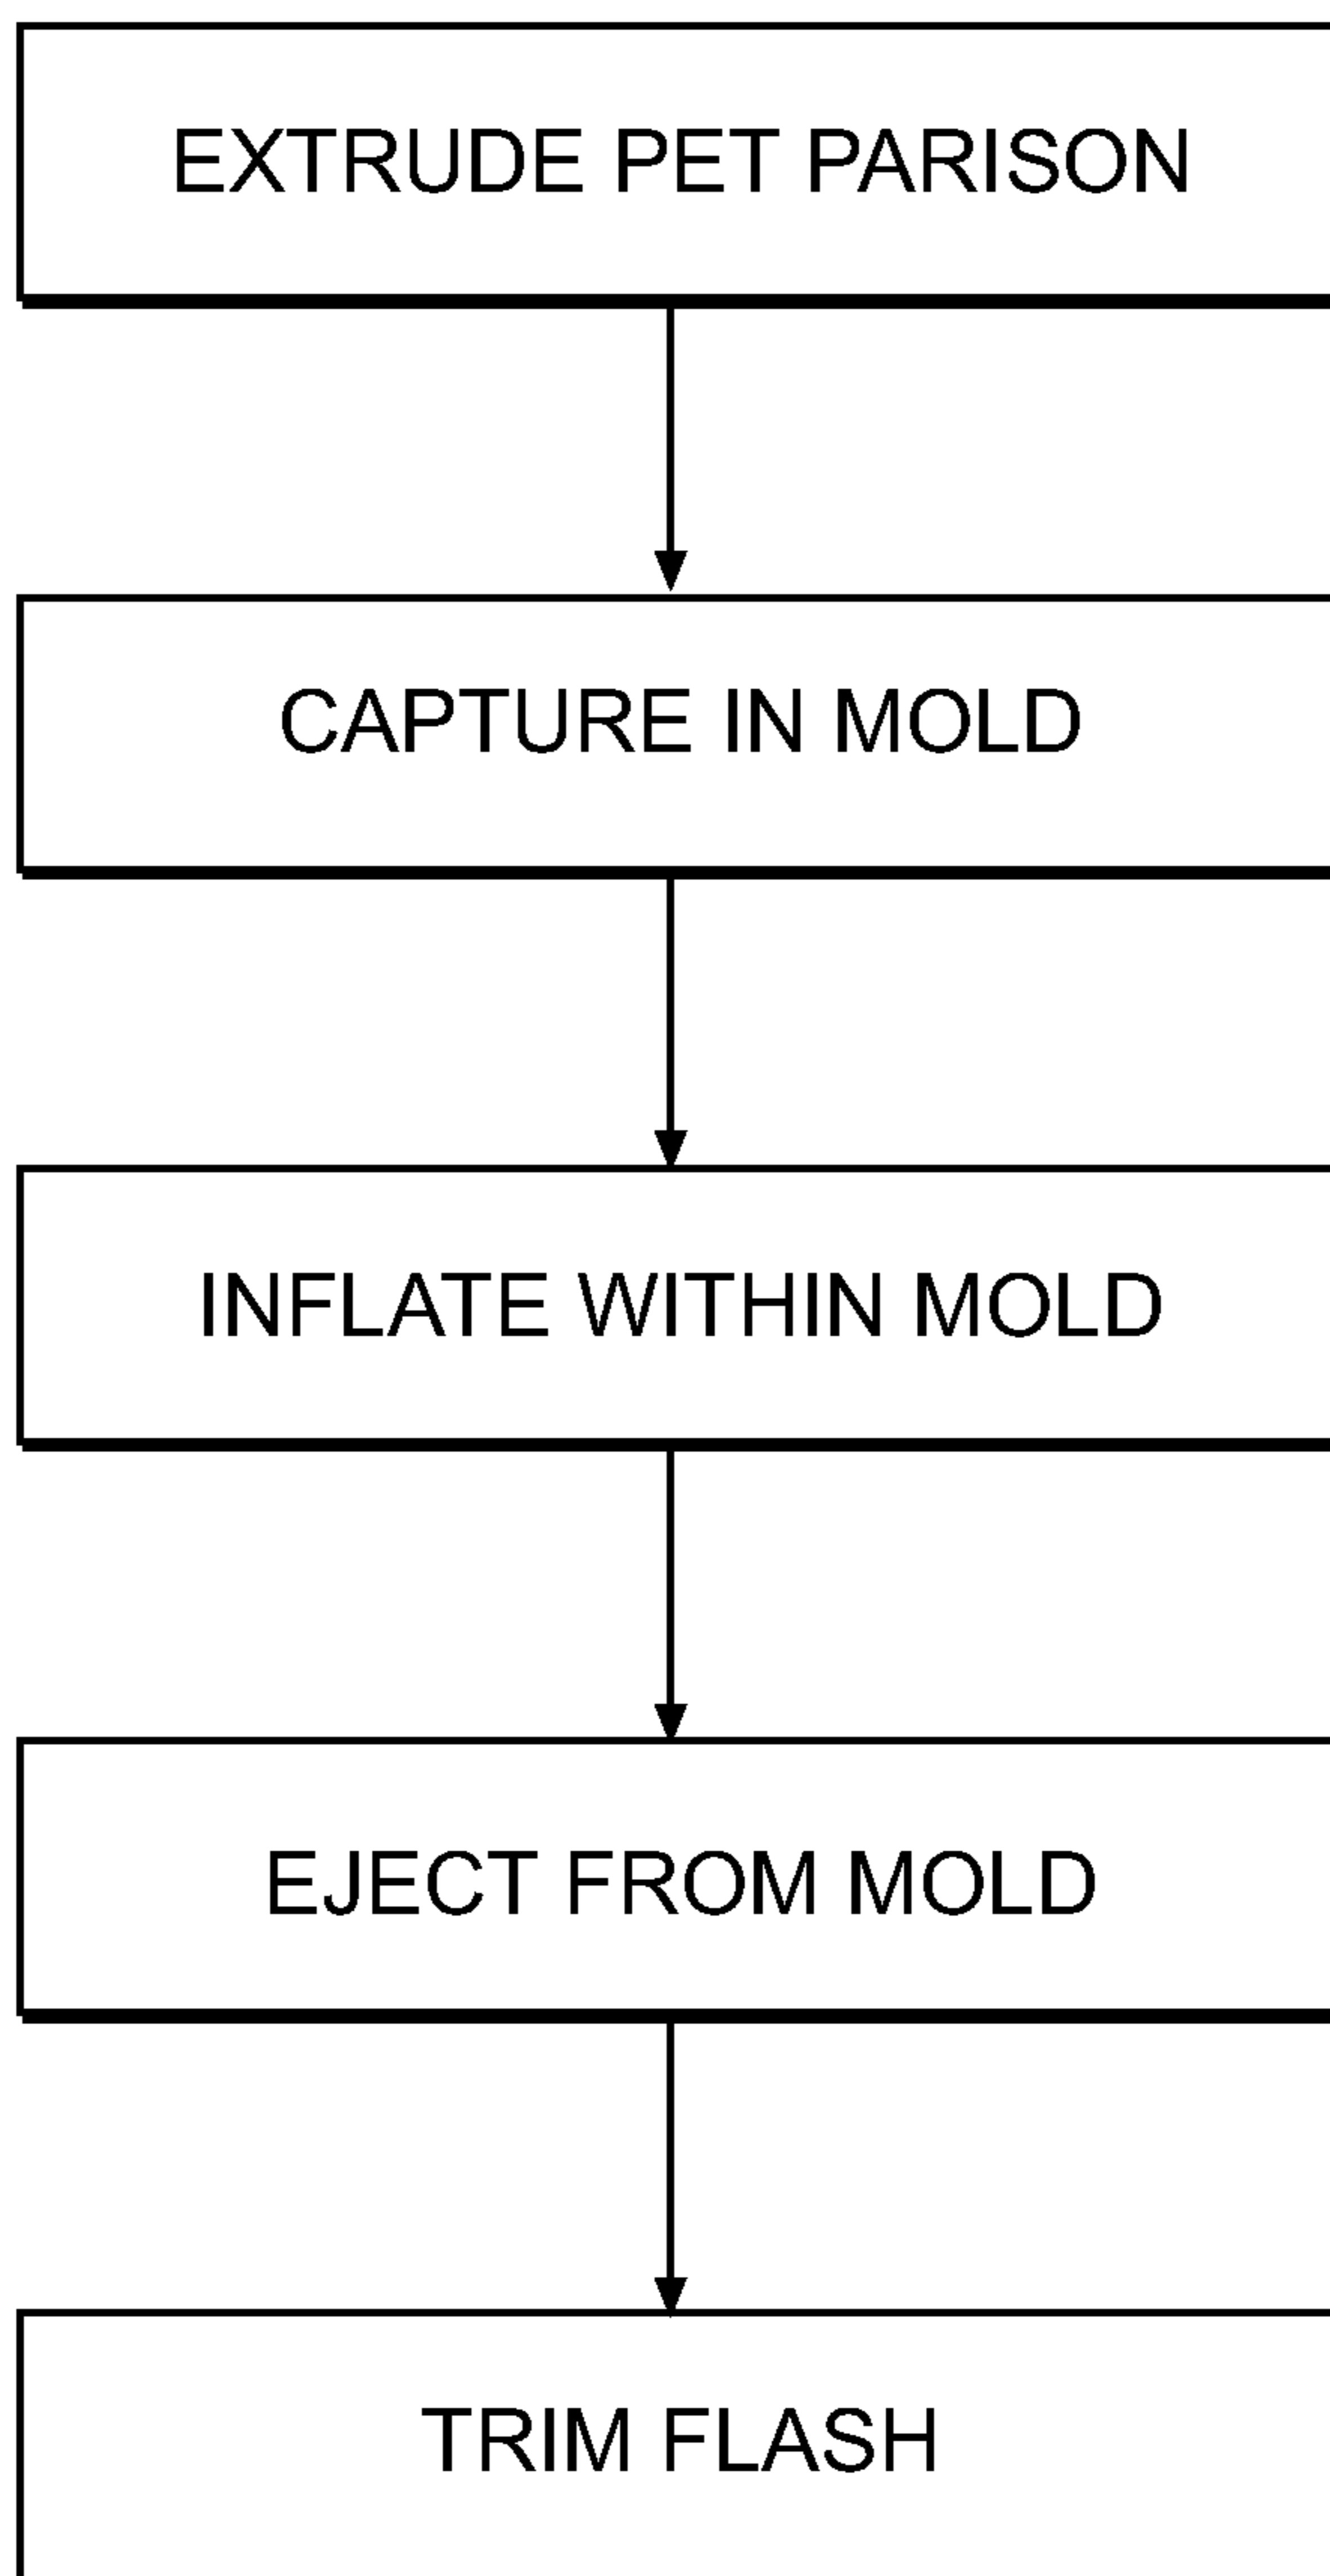 EXTRUDE PET PARISON
CAPTURE IN MOLD
INFLATE WITHIN MOLD
EJECT FROM MOLD
TRIM FLASH